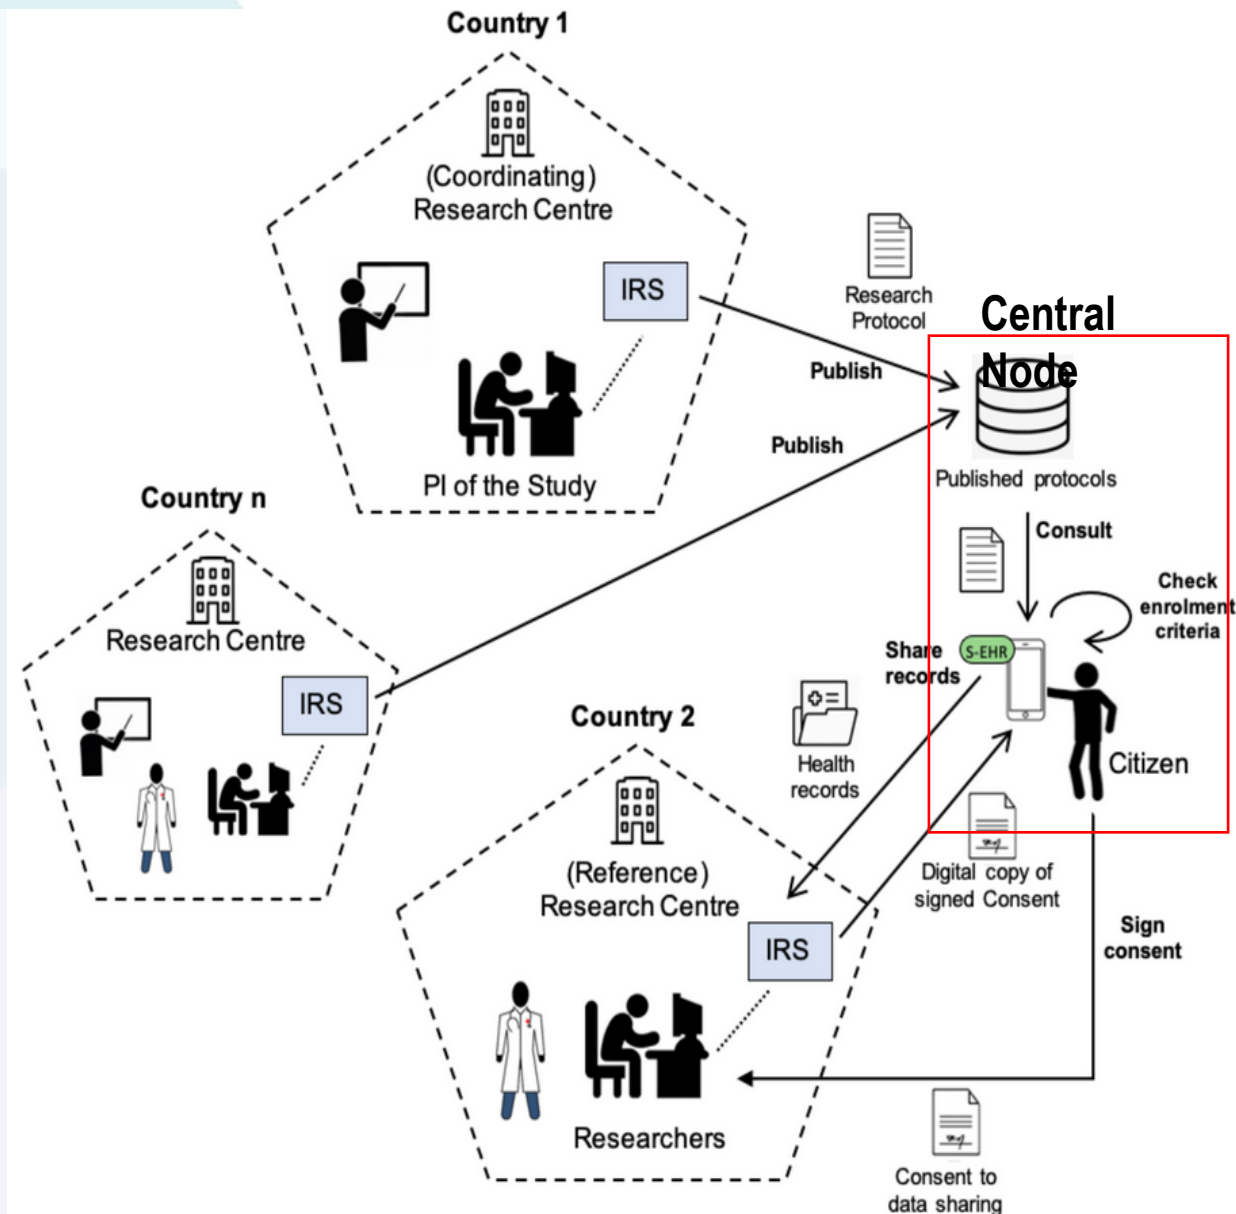 Country 1
(Coordinating)
Research Centre
IRS
PI of the Study
Research
Protocol
Publish
Central
Node
Published protocols
Publish
Consult
Check
enrolment
criteria
Country n
Research Centre
IRS
Share
records
S-EHR
Citizen
Health
records
Country 2
(Reference)
Research Centre
IRS
Researchers
Digital copy of
signed Consent
Sign
consent
Consent to
data sharing